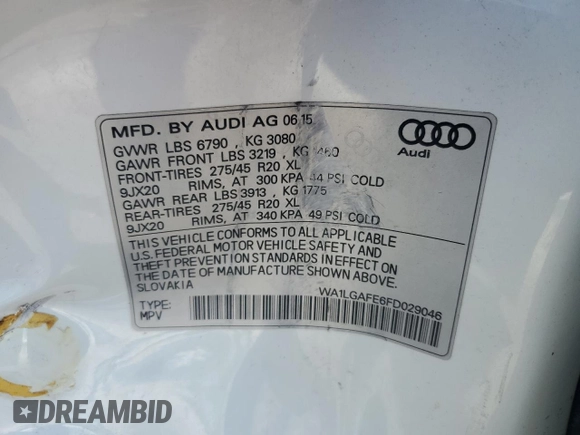 MFD. BY AUDI AG 06.15
GVWR LBS 6790 , KG 3080
GAWR FRONT LBS 3219 , KG 1460
FRONT-TIRES 275/45 R20 XL
9JX20 RIMS, AT 300 KPA 44 PSI COLD
GAWR REAR LBS 3913 , KG 1775
REAR-TIRES 275/45 R20 XL
9JX20 RIMS, AT 340 KPA 49 PSI COLD
THIS VEHICLE CONFORMS TO ALL APPLICABLE
U.S. FEDERAL MOTOR VEHICLE SAFETY AND
THEFT PREVENTION STANDARDS IN EFFECT ON
THE DATE OF MANUFACTURE SHOWN ABOVE.
SLOVAKIA
Audi
WA1LGAFE6FD029046
TYPE:
MPV
DREAMBID